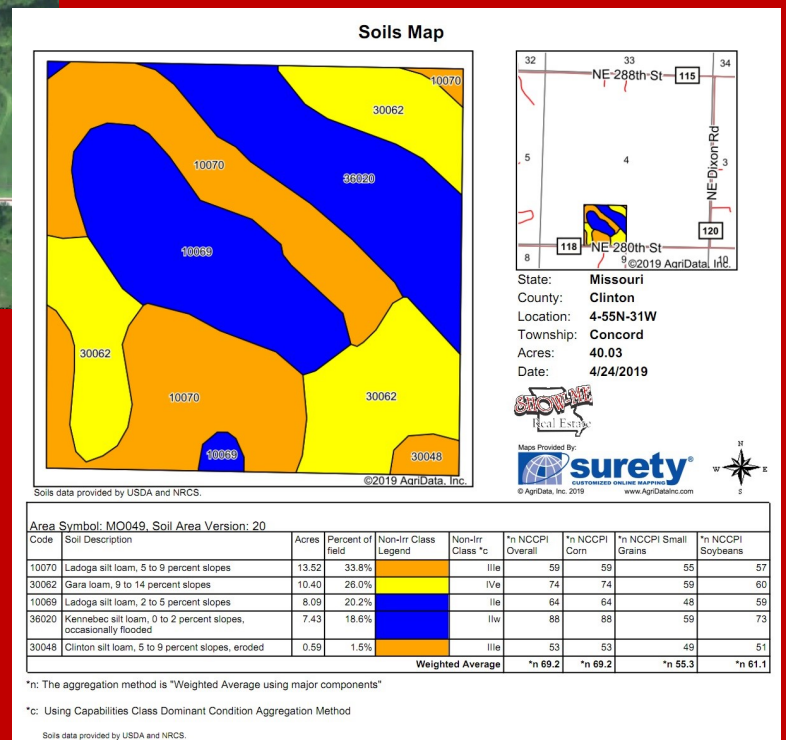 Soils Map
10070
30062
10070
36020
10069
30062
10070
30062
10069
30048
©2019 AgriData, Inc.
Soils data provided by USDA and NRCS.
32
33
34
NE 288th St
115
5
4
NE Dixon Rd
3
120
118
NE 280th St
8
9
10
©2019 AgriData, Inc.
State: Missouri
County: Clinton
Location: 4-55N-31W
Township: Concord
Acres: 40.03
Date: 4/24/2019
SHOW-ME
Real Estate
Maps Provided By:
surety®
CUSTOMIZED ONLINE MAPPING
© AgriData, Inc. 2019 www.AgriDataInc.com
N
W E
S
Area Symbol: MO049, Soil Area Version: 20
Code Soil Description Acres Percent of field Non-Irr Class Legend Non-Irr Class *c *n NCCPI Overall *n NCCPI Corn *n NCCPI Small Grains *n NCCPI Soybeans
10070 Ladoga silt loam, 5 to 9 percent slopes 13.52 33.8% IIIe 59 59 55 57
30062 Gara loam, 9 to 14 percent slopes 10.40 26.0% IVe 74 74 59 60
10069 Ladoga silt loam, 2 to 5 percent slopes 8.09 20.2% IIe 64 64 48 59
36020 Kennebec silt loam, 0 to 2 percent slopes, occasionally flooded 7.43 18.6% IIw 88 88 59 73
30048 Clinton silt loam, 5 to 9 percent slopes, eroded 0.59 1.5% IIIe 53 53 49 51
Weighted Average *n 69.2 *n 69.2 *n 55.3 *n 61.1
*n: The aggregation method is "Weighted Average using major components"
*c: Using Capabilities Class Dominant Condition Aggregation Method
Soils data provided by USDA and NRCS.